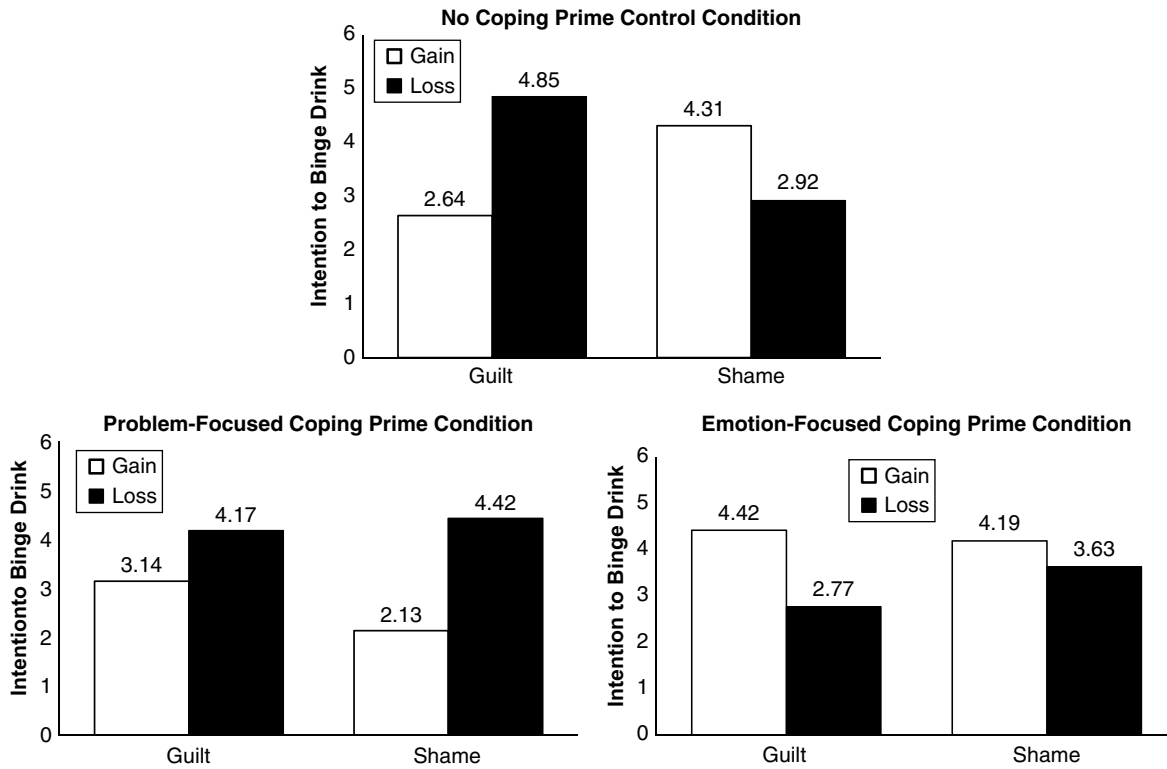 No Coping Prime Control Condition
Intention to Binge Drink
6
5
4
3
2
1
0
Gain
Loss
2.64
4.85
4.31
2.92
Guilt
Shame
Problem-Focused Coping Prime Condition
Intentionto Binge Drink
6
5
4
3
2
1
0
Gain
Loss
3.14
4.17
2.13
4.42
Guilt
Shame
Emotion-Focused Coping Prime Condition
Intention to Binge Drink
6
5
4
3
2
1
0
Gain
Loss
4.42
2.77
4.19
3.63
Guilt
Shame